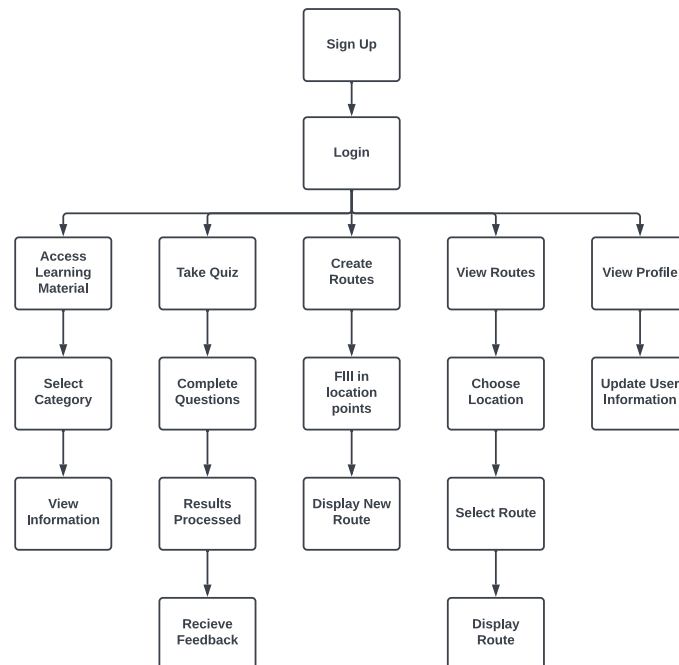 Sign Up
Login
Access
Learning
Material
Take Quiz
Create
Routes
View Routes
View Profile
Select
Category
Complete
Questions
FIll in
location
points
Choose
Location
Update User
Information
View
Information
Results
Processed
Display New
Route
Select Route
Recieve
Feedback
Display
Route